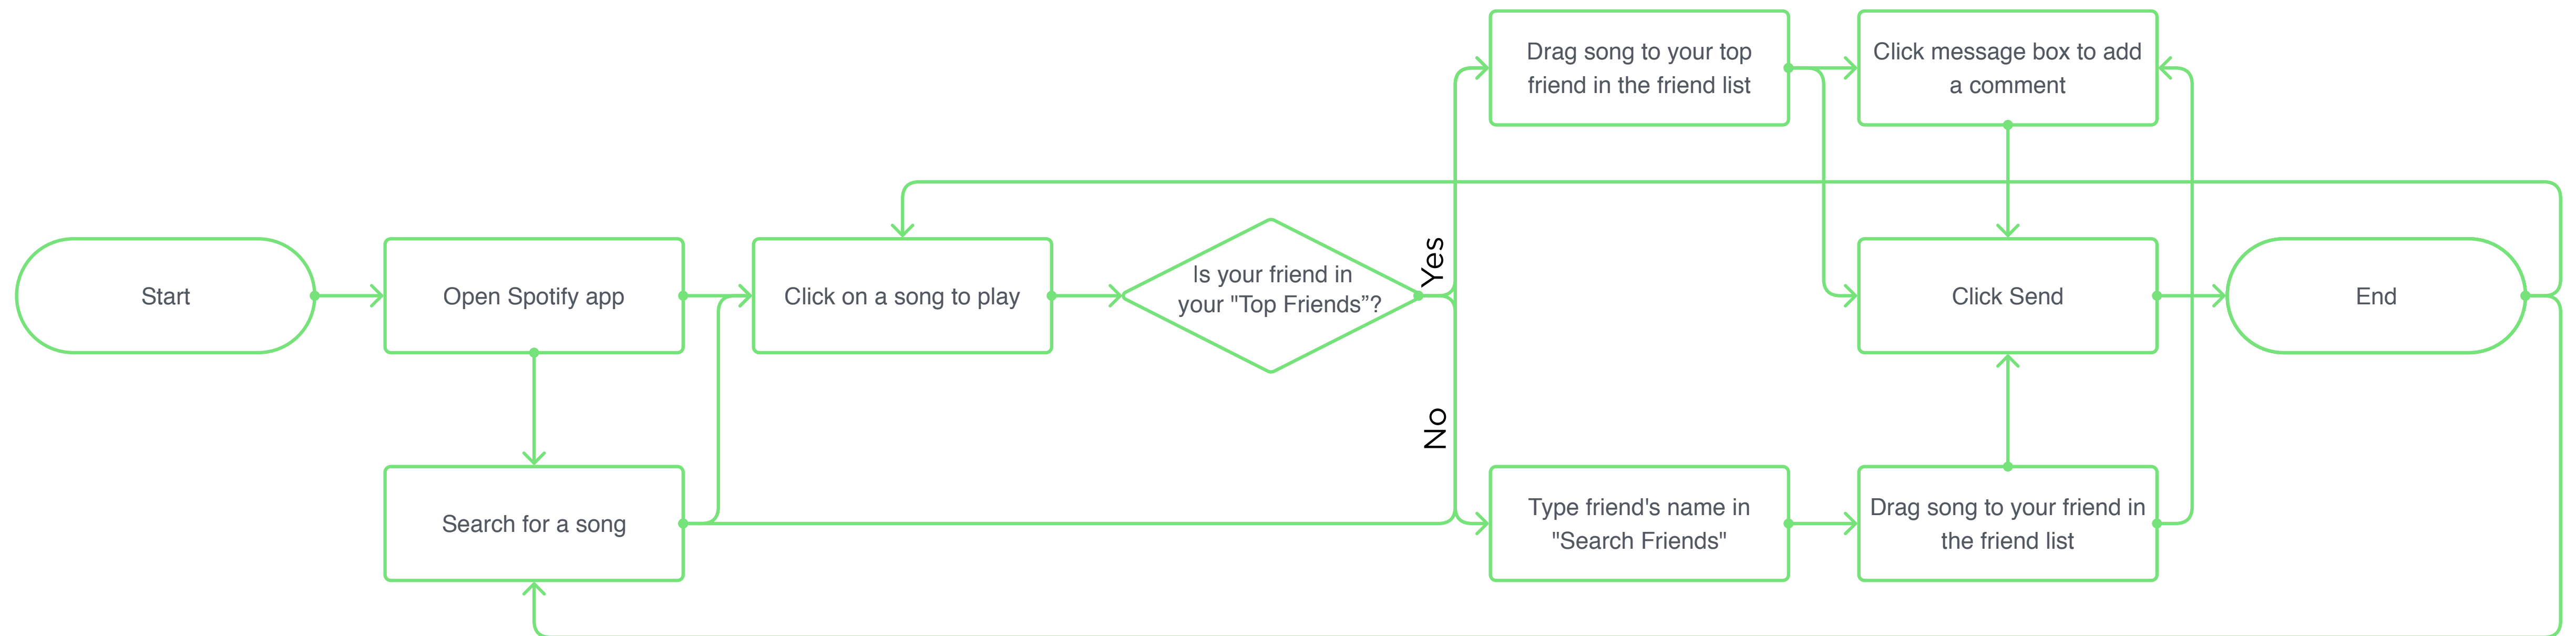 Drag song to your top
friend in the friend list
Click message box to add
a comment
Start
Open Spotify app
Click on a song to play
Is your friend in
your "Top Friends”?
Yes
Click Send
End
No
Search for a song
Type friend's name in
"Search Friends"
Drag song to your friend in
the friend list